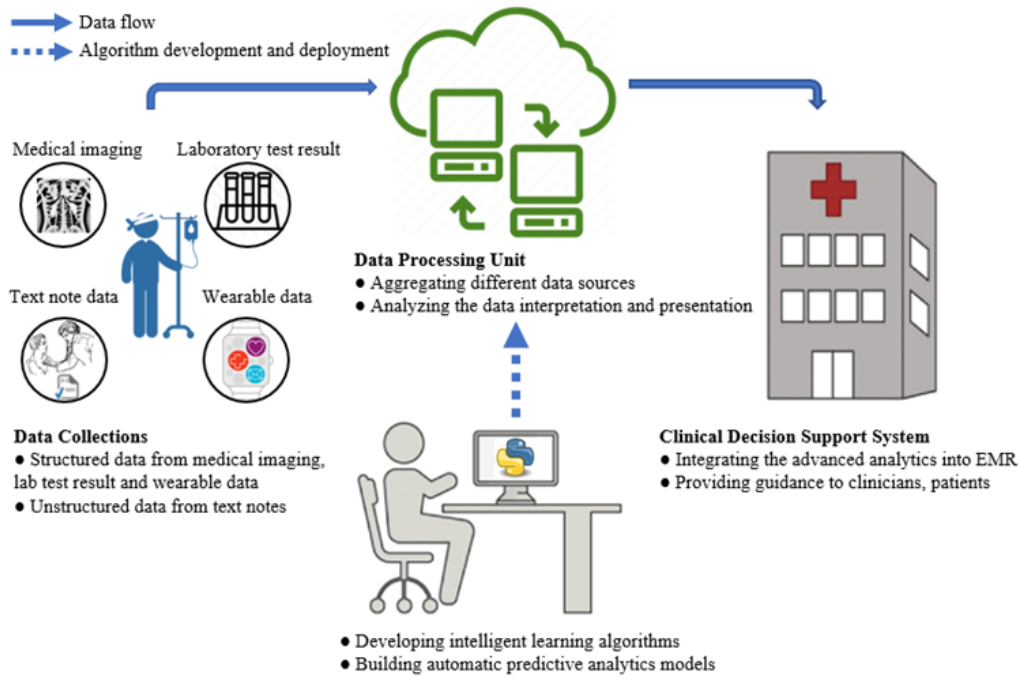 Data flow
Algorithm development and deployment
Medical imaging
Laboratory test result
Text note data
Wearable data
Data Collections
● Structured data from medical imaging,
lab test result and wearable data
● Unstructured data from text notes
Data Processing Unit
● Aggregating different data sources
● Analyzing the data interpretation and presentation
● Developing intelligent learning algorithms
● Building automatic predictive analytics models
Clinical Decision Support System
● Integrating the advanced analytics into EMR
● Providing guidance to clinicians, patients